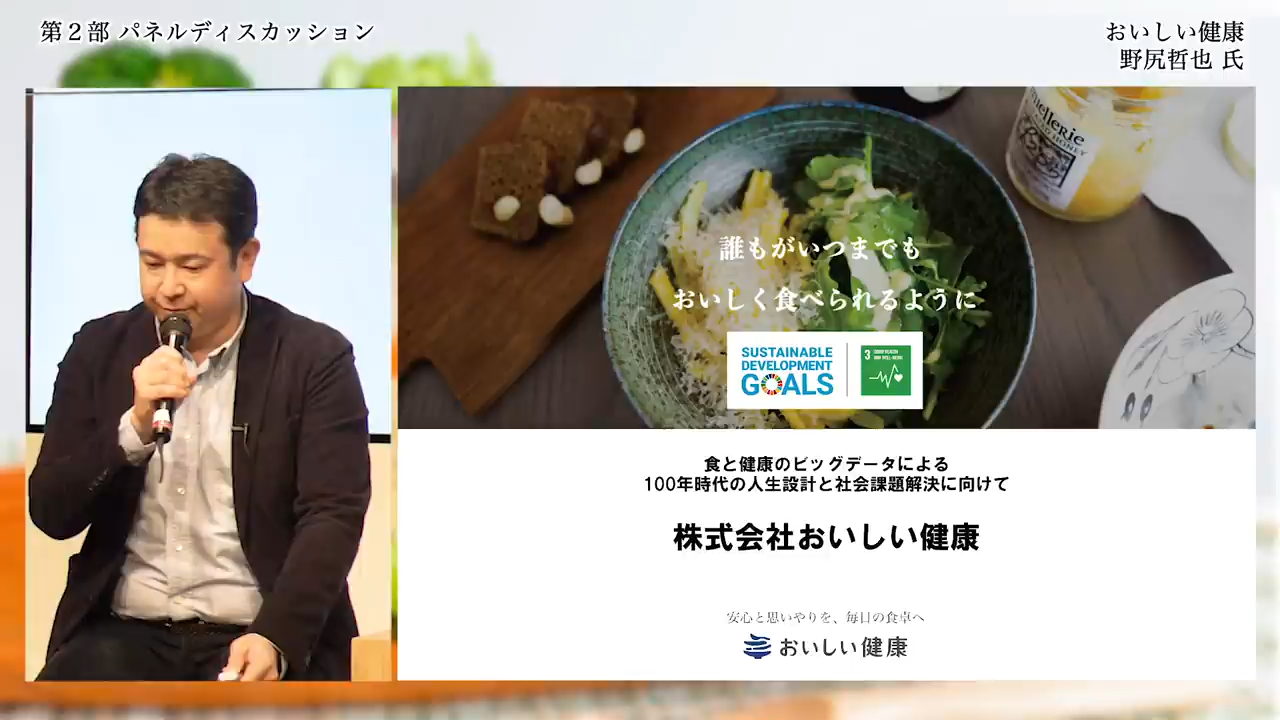 第２部 パネルディスカッション
おいしい健康
野尻哲也 氏
誰もがいつまでも
おいしく食べられるように
SUSTAINABLE
DEVELOPMENT
GOALS
3 GOOD HEALTH
AND WELL-BEING
食と健康のビッグデータによる
100年時代の人生設計と社会課題解決に向けて
株式会社おいしい健康
安心と思いやりを、毎日の食卓へ
おいしい健康